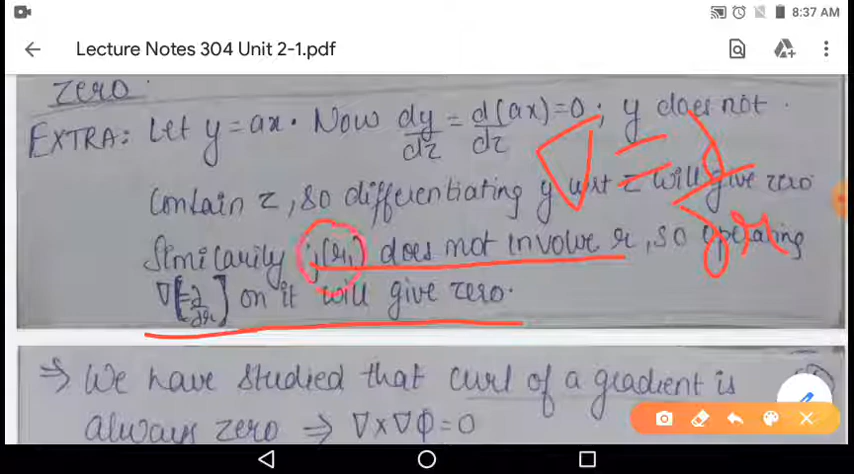 8:37 AM
Lecture Notes 304 Unit 2-1.pdf
zero.
EXTRA: Let y = ax. Now dy/dz = d(ax)/dz = 0; y does not
Contain z, so differentiating y wrt z will give zero
∇ = ∂/∂r
Similarity j(r₁) does not involve r, so operating
∇[=∂/∂r] on it will give zero.
⇒ We have studied that curl of a gradient is
always zero ⇒ ∇×∇Φ=0